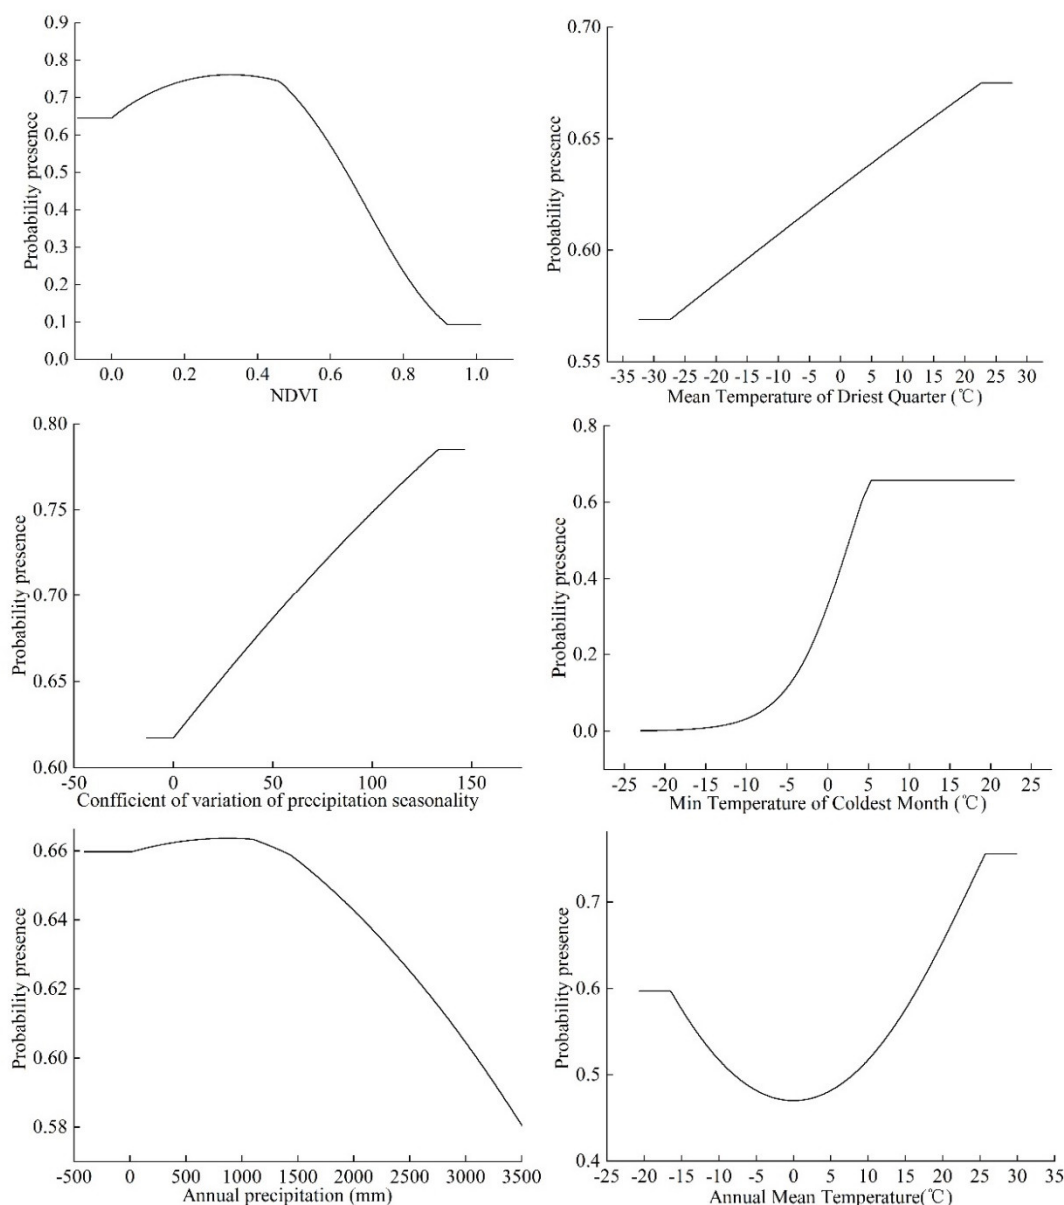 0.9
0.8
0.7
0.6
0.5
0.4
0.3
0.2
0.1
0.0
Probability presence
0.0 0.2 0.4 0.6 0.8 1.0
NDVI
0.70
0.65
0.60
0.55
Probability presence
-35 -30 -25 -20 -15 -10 -5 0 5 10 15 20 25 30
Mean Temperature of Driest Quarter (℃)
0.80
0.75
0.70
0.65
0.60
Probability presence
-50 0 50 100 150
Confficient of variation of precipitation seasonality
0.8
0.6
0.4
0.2
0.0
Probability presence
-25 -20 -15 -10 -5 0 5 10 15 20 25
Min Temperature of Coldest Month (℃)
0.66
0.64
0.62
0.60
0.58
Probability presence
-500 0 500 1000 1500 2000 2500 3000 3500
Annual precipitation (mm)
0.7
0.6
0.5
0.4
Probability presence
-25 -20 -15 -10 -5 0 5 10 15 20 25 30 35
Annual Mean Temperature(℃)